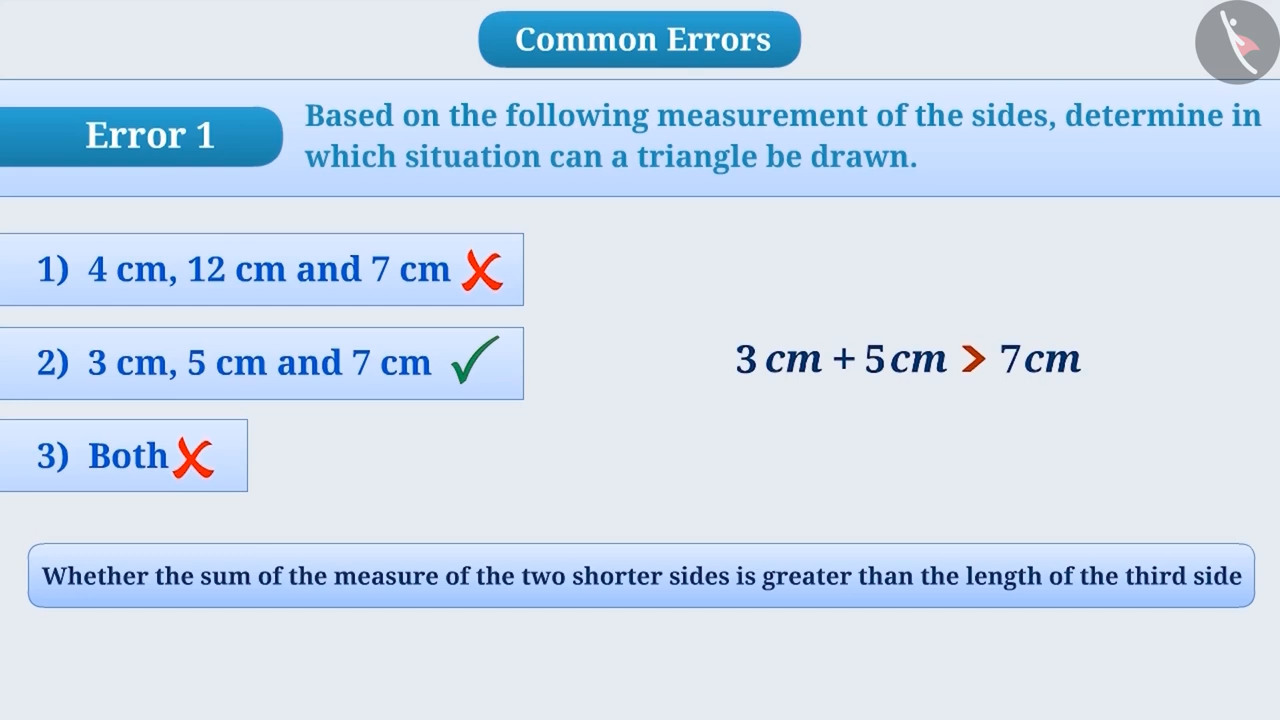 Common Errors
Error 1
Based on the following measurement of the sides, determine in
which situation can a triangle be drawn.
1) 4 cm, 12 cm and 7 cm
2) 3 cm, 5 cm and 7 cm
3 cm + 5 cm > 7 cm
3) Both
Whether the sum of the measure of the two shorter sides is greater than the length of the third side